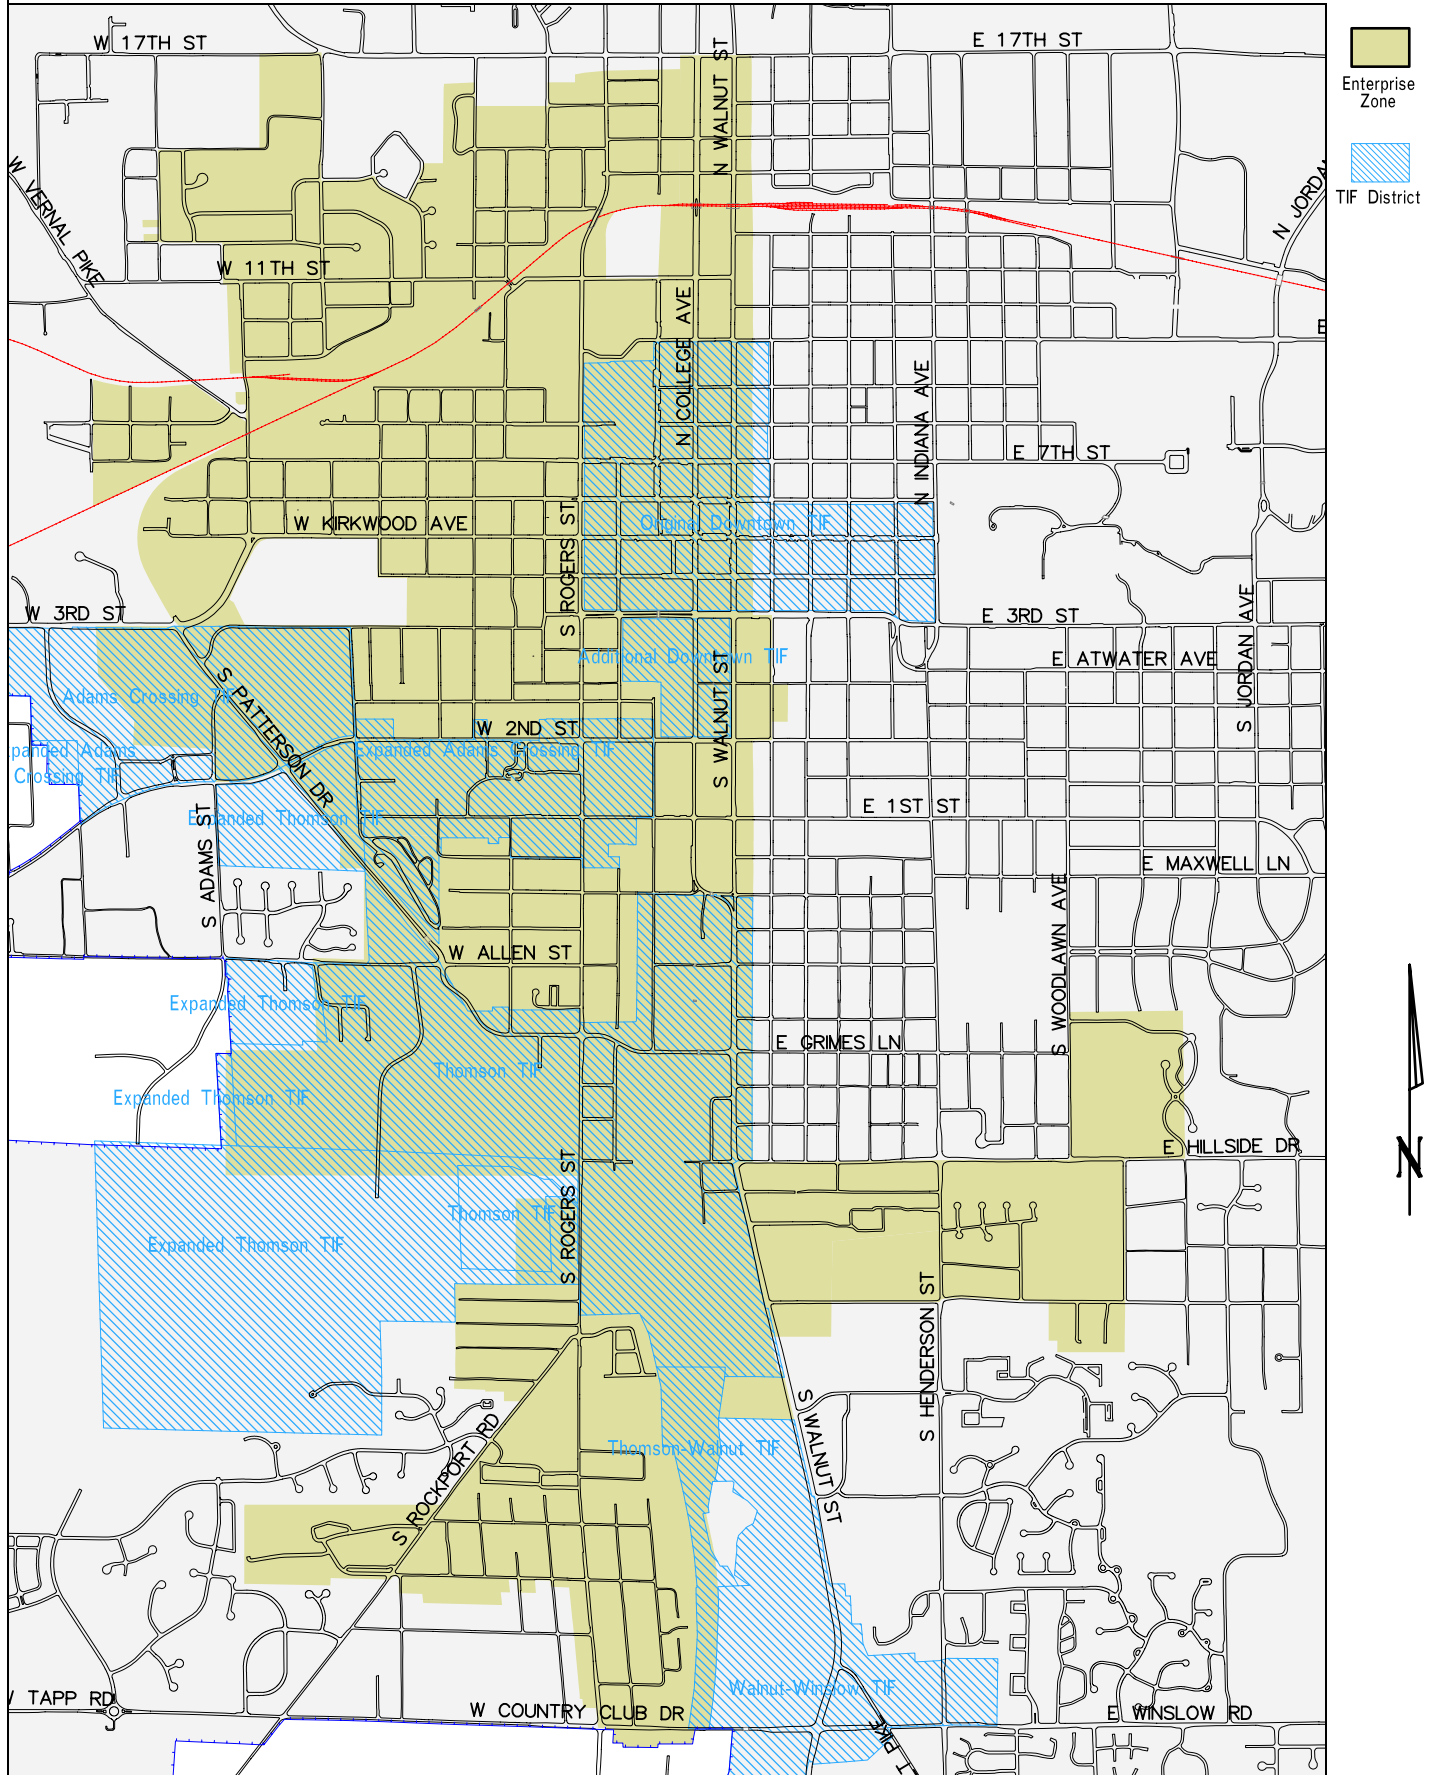 W 17TH ST
E 17TH ST
N WALNUT ST
Enterprise
Zone
TIF District
W VERNAL PIKE
N JORDA
W 11TH ST
N COLLEGE AVE
E
N INDIANA AVE
E 7TH ST
W KIRKWOOD AVE
Original Downtown TIF
S ROGERS ST
W 3RD ST
E 3RD ST
S JORDAN AVE
Additional Downtown TIF
E ATWATER AVE
S WALNUT ST
Adams Crossing TIF
S PATTERSON DR
W 2ND ST
panded Adams
Crossing TIF
Expanded Adams Crossing TIF
E 1ST ST
Expanded Thomson TIF
S ADAMS ST
E MAXWELL LN
S WOODLAWN AVE
W ALLEN ST
Expanded Thomson TIF
E GRIMES LN
Thomson TIF
Expanded Thomson TIF
E HILLSIDE DR
N
S ROGERS ST
Thomson TIF
Expanded Thomson TIF
S HENDERSON ST
S WALNUT ST
S ROCKPORT RD
Thomson-Walnut TIF
Walnut-Winslow TIF
TAPP RD
W COUNTRY CLUB DR
E WINSLOW RD
T PIKE